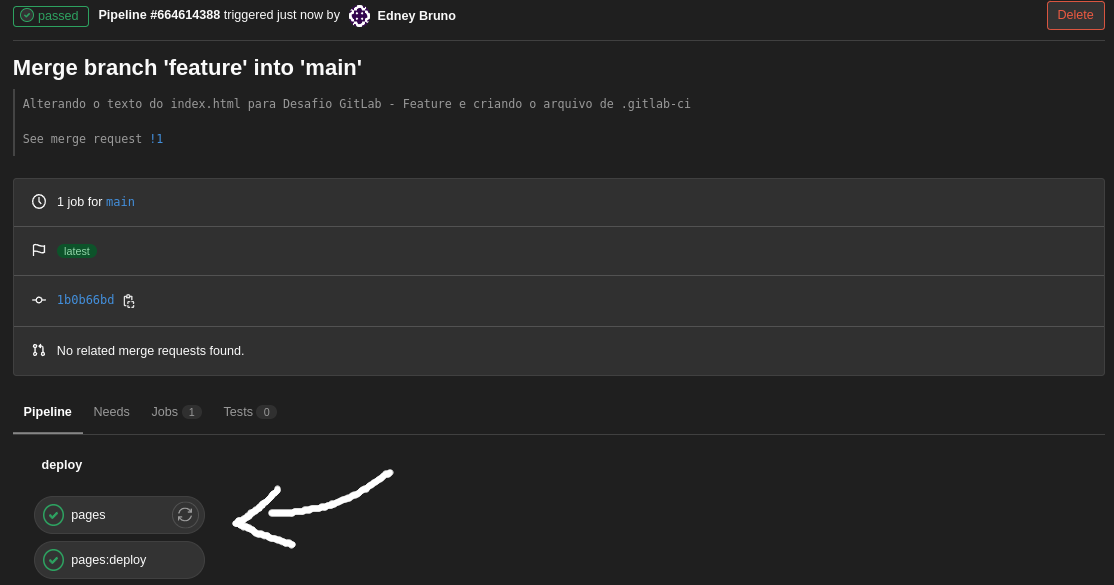 passed Pipeline #664614388 triggered just now by Edney Bruno Delete
Merge branch 'feature' into 'main'
Alterando o texto do index.html para Desafio GitLab - Feature e criando o arquivo de .gitlab-ci
See merge request !1
1 job for main
latest
1b0b66bd
No related merge requests found.
Pipeline Needs Jobs 1 Tests 0
deploy
pages
pages:deploy